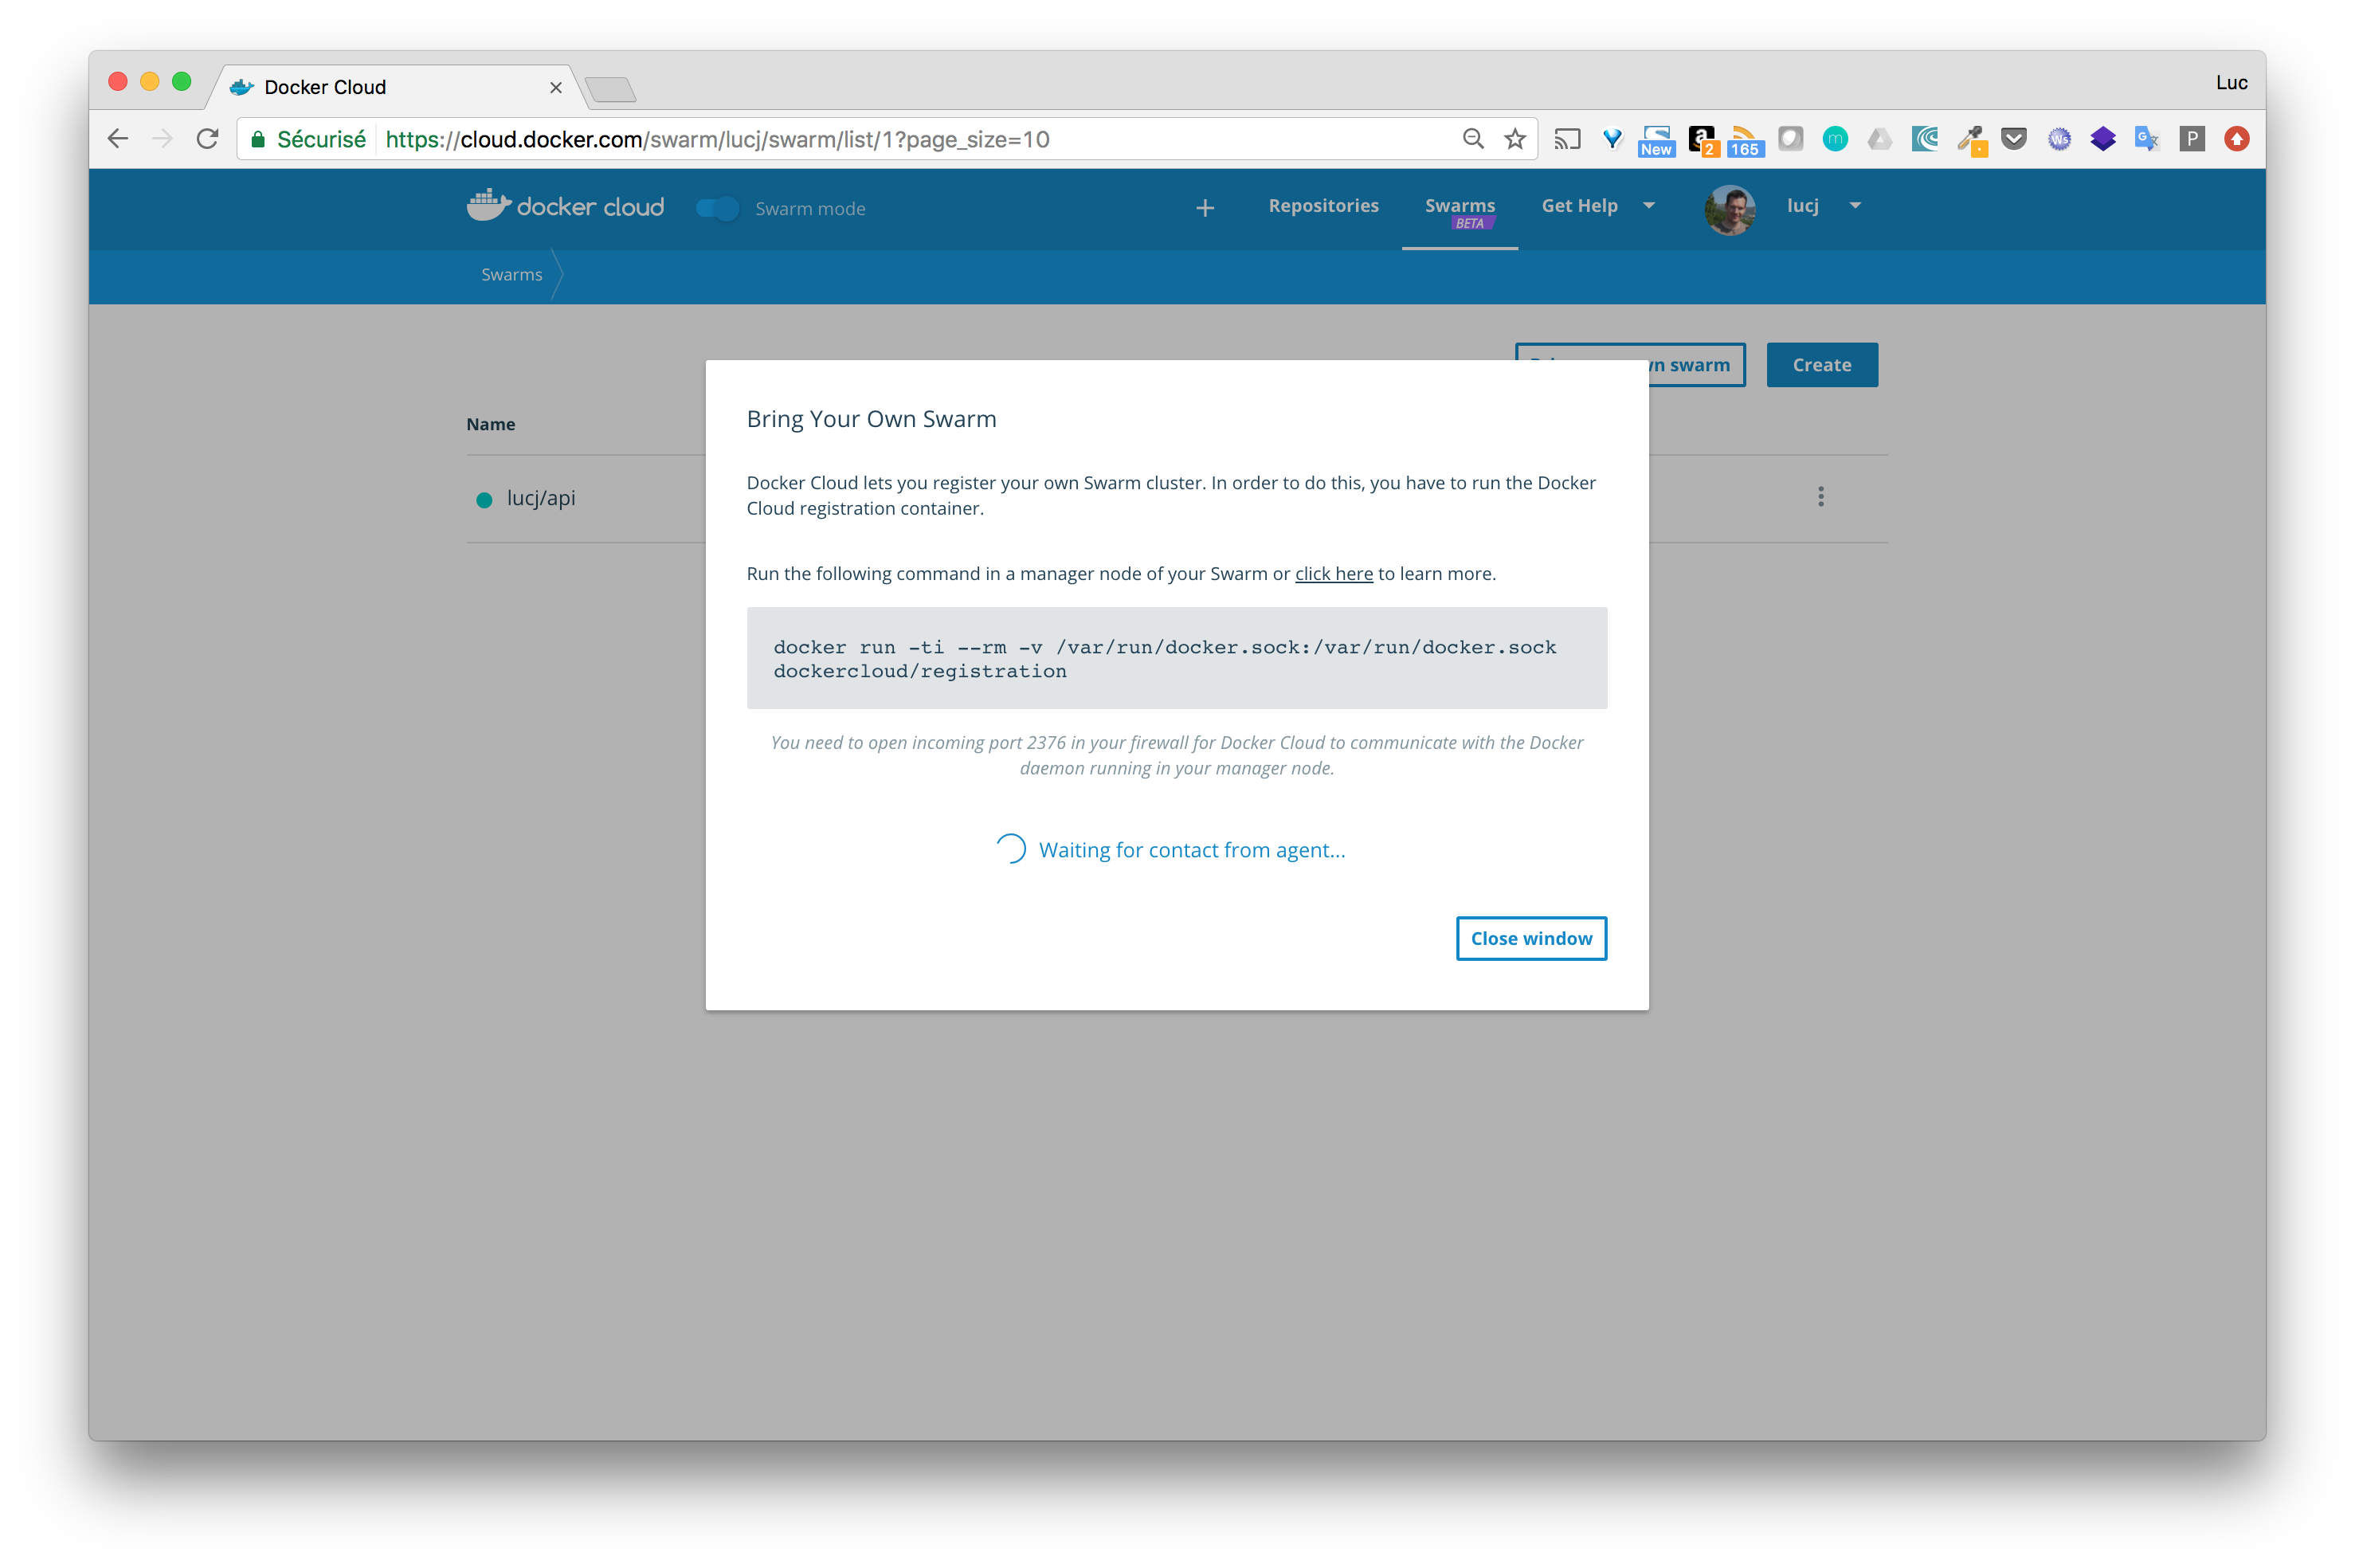 Docker Cloud
Luc
Sécurisé https://cloud.docker.com/swarm/lucj/swarm/list/1?page_size=10
New
a
2
165
m
Ws
G
P
docker cloud
Swarm mode
+
Repositories
Swarms
BETA
Get Help
lucj
Swarms
wn swarm
Create
Name
lucj/api
Bring Your Own Swarm
Docker Cloud lets you register your own Swarm cluster. In order to do this, you have to run the Docker
Cloud registration container.
Run the following command in a manager node of your Swarm or click here to learn more.
docker run -ti --rm -v /var/run/docker.sock:/var/run/docker.sock
dockercloud/registration
You need to open incoming port 2376 in your firewall for Docker Cloud to communicate with the Docker
daemon running in your manager node.
Waiting for contact from agent...
Close window